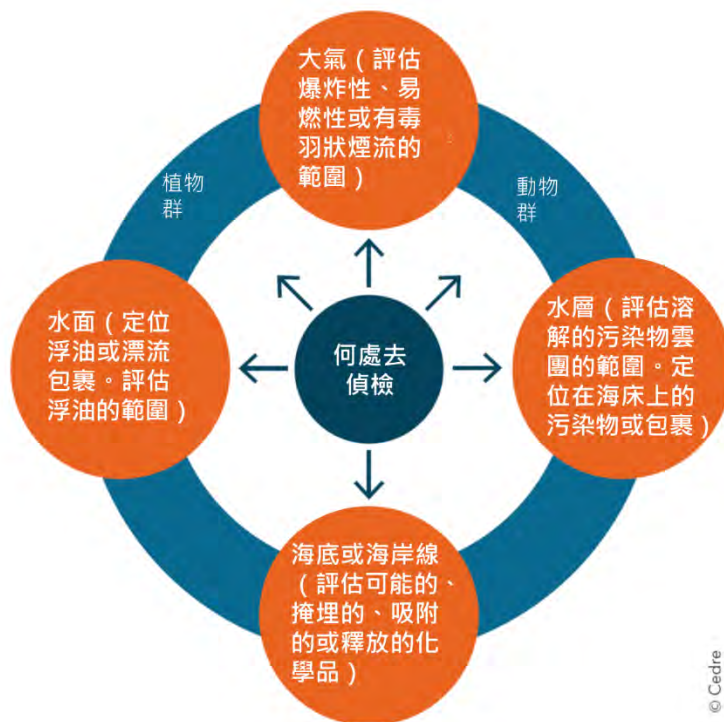 大氣（評估
爆炸性、易
燃性或有毒
羽狀煙流的
範圍）
植物
群
動物
群
水面（定位
浮油或漂流
包裹。評估
浮油的範圍）
何處去
偵檢
水層（評估溶
解的污染物雲
團的範圍。定
位在海床上的
污染物或包裹）
海底或海岸線
（評估可能的、
掩埋的、吸附
的或釋放的化
學品）
© Cedre